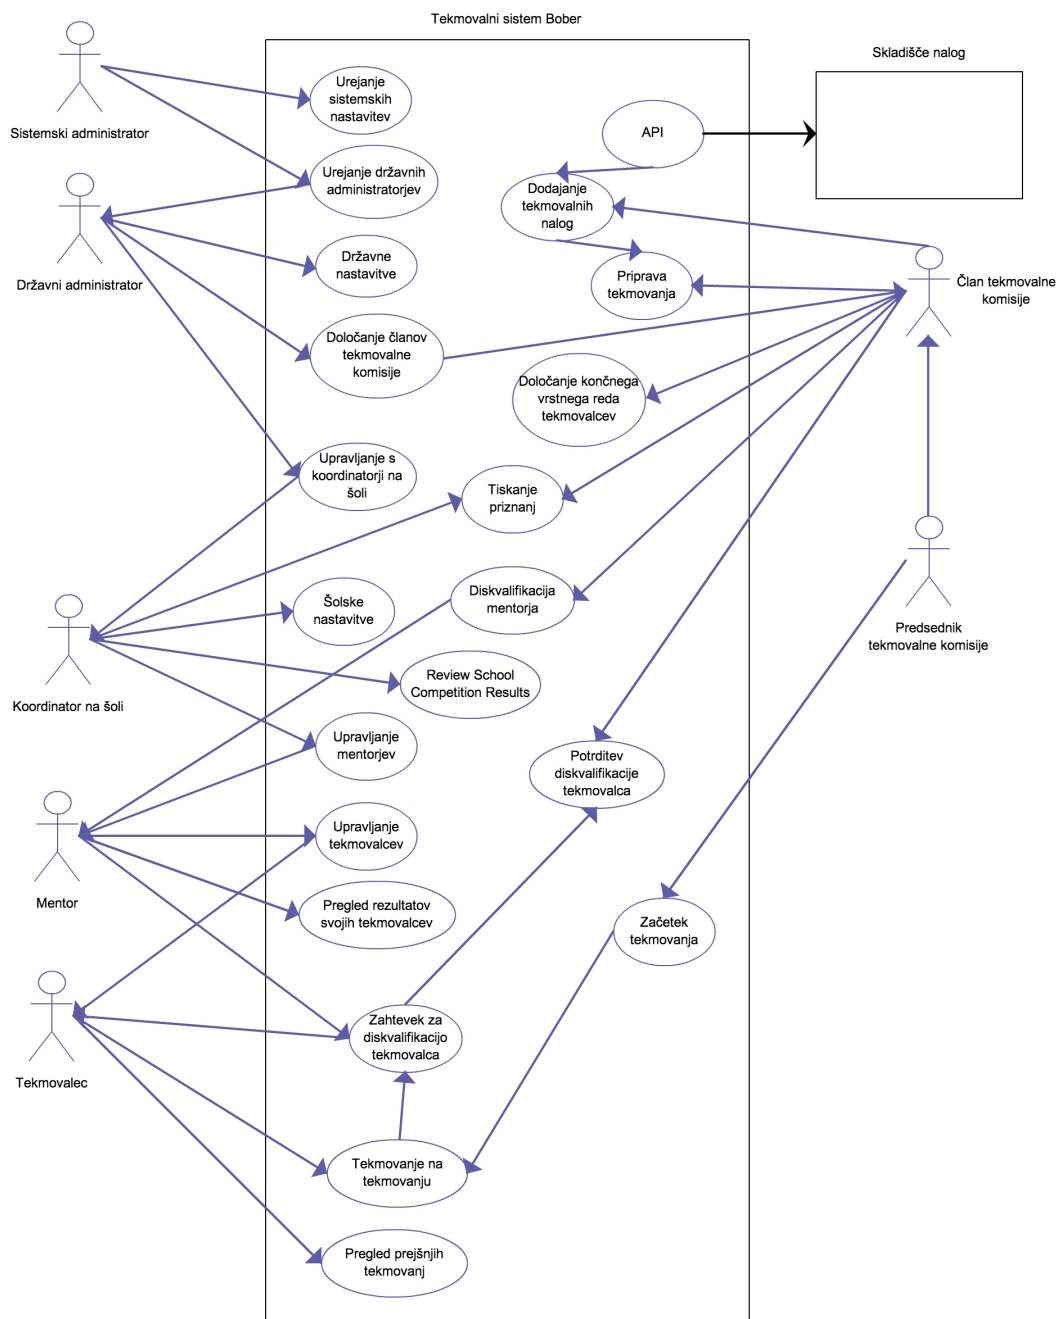 Tekmovalni sistem Bober
Skladišče nalog
Sistemski administrator
Urejanje
sistemskih
nastavitev
API
Urejanje državnih
administratorjev
Dodajanje
tekmovalnih
nalog
Državni administrator
Državne
nastavitve
Priprava
tekmovanja
Član tekmovalne
komisije
Določanje članov
tekmovalne
komisije
Določanje končnega
vrstnega reda
tekmovalcev
Upravljanje s
koordinatorji na
šoli
Tiskanje
priznanj
Diskvalifikacija
mentorja
Šolske
nastavitve
Predsednik
tekmovalne komisije
Koordinator na šoli
Review School
Competition Results
Upravljanje
mentorjev
Potrditev
diskvalifikacije
tekmovalca
Upravljanje
tekmovalcev
Mentor
Pregled rezultatov
svojih tekmovalcev
Začetek
tekmovanja
Zahtevek za
diskvalifikacijo
tekmovalca
Tekmovalec
Tekmovanje na
tekmovanju
Pregled prejšnjih
tekmovanj